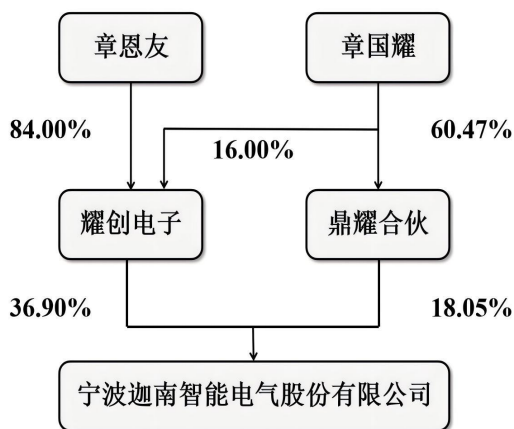 章恩友
章国耀
84.00%
16.00%
60.47%
耀创电子
鼎耀合伙
36.90%
18.05%
宁波迦南智能电气股份有限公司